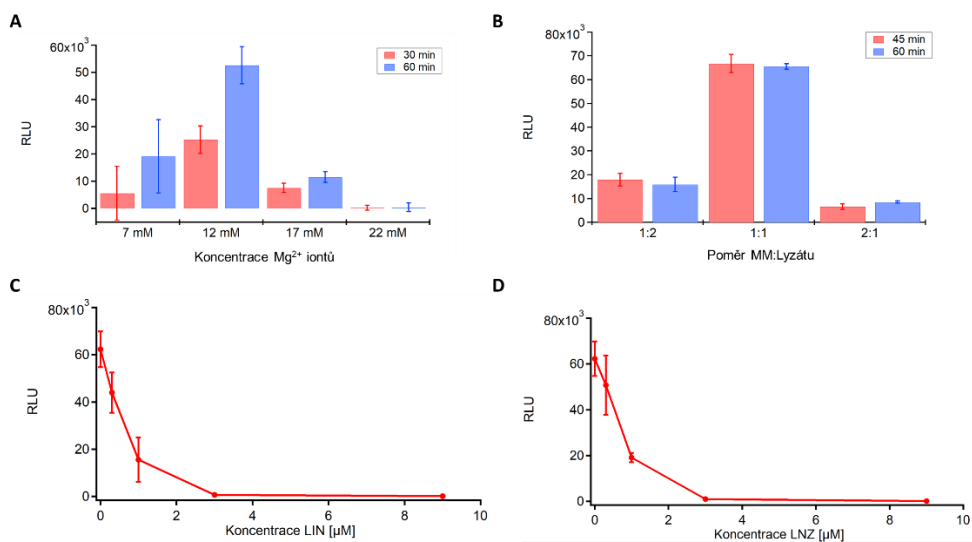 A
60x10³
50
40
30
20
10
0
RLU
30 min
60 min
7 mM 12 mM 17 mM 22 mM
Koncentrace Mg²⁺ iontů
B
80x10³
70
60
50
40
30
20
10
0
RLU
45 min
60 min
1:2 1:1 2:1
Poměr MM:Lyzátu
C
80x10³
60
40
20
0
RLU
0 2 4 6 8 10
Koncentrace LIN [µM]
D
80x10³
60
40
20
0
RLU
0 2 4 6 8 10
Koncentrace LNZ [µM]